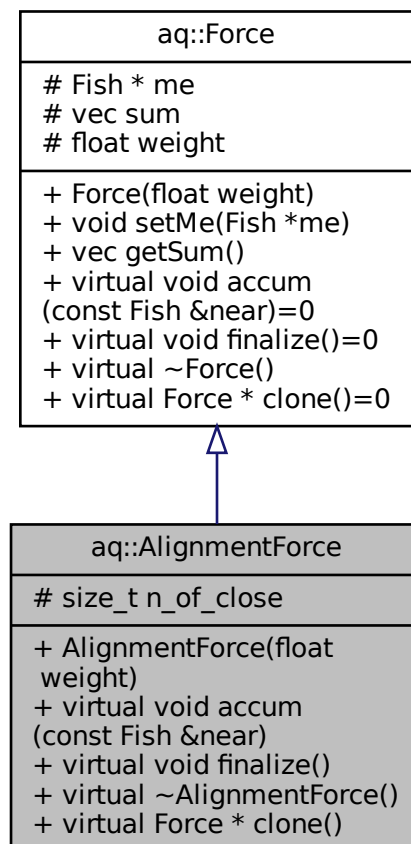 aq::Force
# Fish * me
# vec sum
# float weight
+ Force(float weight)
+ void setMe(Fish *me)
+ vec getSum()
+ virtual void accum
(const Fish &near)=0
+ virtual void finalize()=0
+ virtual ~Force()
+ virtual Force * clone()=0
aq::AlignmentForce
# size_t n_of_close
+ AlignmentForce(float
weight)
+ virtual void accum
(const Fish &near)
+ virtual void finalize()
+ virtual ~AlignmentForce()
+ virtual Force * clone()